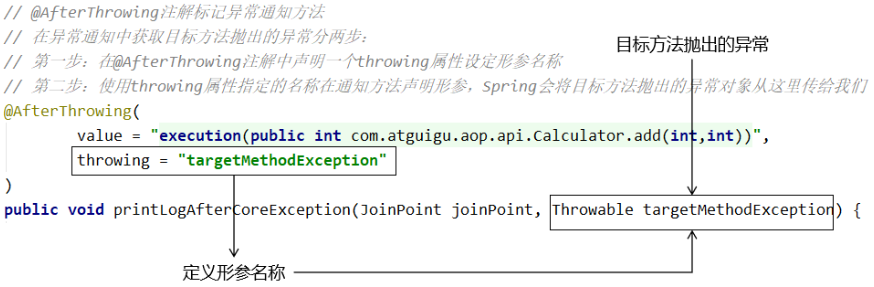 // @AfterThrowing注解标记异常通知方法
// 在异常通知中获取目标方法抛出的异常分两步：
// 第一步：在@AfterThrowing注解中声明一个throwing属性设定形参名称
// 第二步：使用throwing属性指定的名称在通知方法声明形参，Spring会将目标方法抛出的异常对象从这里传给我们
目标方法抛出的异常
@AfterThrowing(
value = "execution(public int com.atguigu.aop.api.Calculator.add(int,int))",
throwing = "targetMethodException"
)
public void printLogAfterCoreException(JoinPoint joinPoint, Throwable targetMethodException) {
定义形参名称